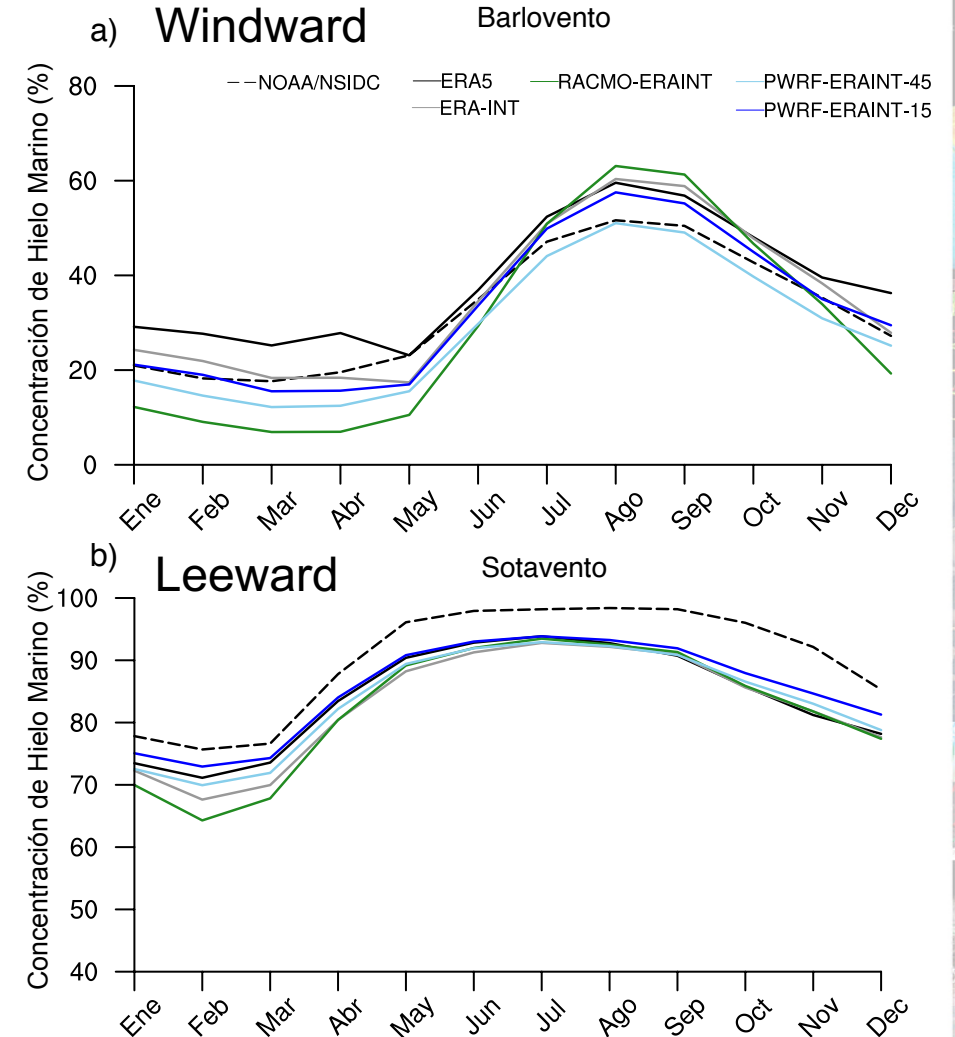 a) Windward Barlovento
Concentración de Hielo Marino (%)
NOAA/NSIDC ERA5 RACMO-ERAINT PWRF-ERAINT-45
ERA-INT PWRF-ERAINT-15
80
60
40
20
0
Ene Feb Mar Abr May Jun Jul Ago Sep Oct Nov Dec
b) Leeward Sotavento
Concentración de Hielo Marino (%)
100
90
80
70
60
50
40
Ene Feb Mar Abr May Jun Jul Ago Sep Oct Nov Dec